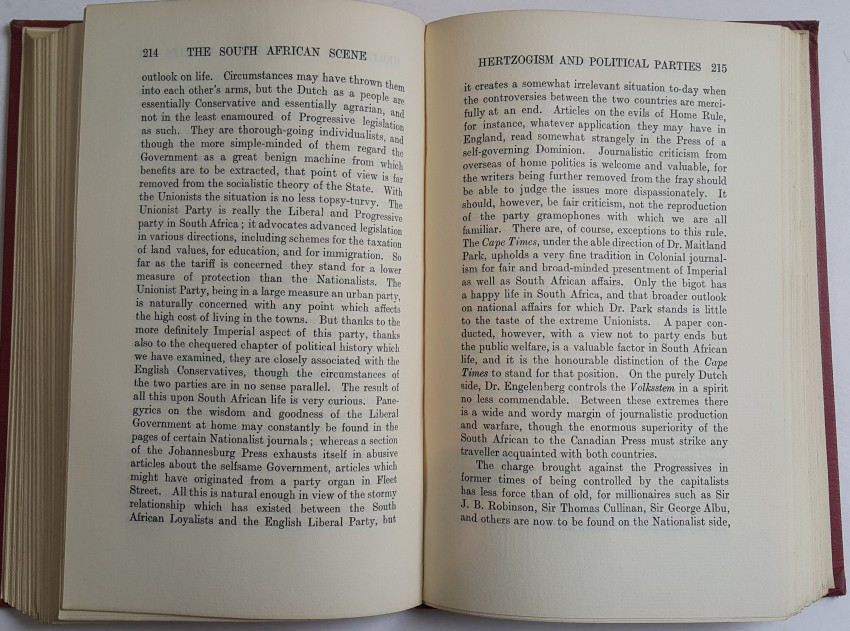 214 THE SOUTH AFRICAN SCENE
outlook on life. Circumstances may have thrown them
into each other's arms, but the Dutch as a people are
essentially Conservative and essentially agrarian, and
not in the least enamoured of Progressive legislation
as such. They are thorough-going individualists, and
though the more simple-minded of them regard the
Government as a great benign machine from which
benefits are to be extracted, that point of view is far
removed from the socialistic theory of the State. With
the Unionists the situation is no less topsy-turvy. The
Unionist Party is really the Liberal and Progressive
party in South Africa; it advocates advanced legislation
in various directions, including schemes for the taxation
of land values, for education, and for immigration. So
far as the tariff is concerned they stand for a lower
measure of protection than the Nationalists. The
Unionist Party, being in a large measure an urban party,
is naturally concerned with any point which affects
the high cost of living in the towns. But thanks to the
more definitely Imperial aspect of this party, thanks
also to the chequered chapter of political history which
we have examined, they are closely associated with the
English Conservatives, though the circumstances of
the two parties are in no sense parallel. The result of
all this upon South African life is very curious. Pane-
gyrics on the wisdom and goodness of the Liberal
Government at home may constantly be found in the
pages of certain Nationalist journals; whereas a section
of the Johannesburg Press exhausts itself in abusive
articles about the selfsame Government, articles which
might have originated from a party organ in Fleet
Street. All this is natural enough in view of the stormy
relationship which has existed between the South
African Loyalists and the English Liberal Party, but
HERTZOGISM AND POLITICAL PARTIES 215
it creates a somewhat irrelevant situation to-day when
the controversies between the two countries are merci-
fully at an end. Articles on the evils of Home Rule,
for instance, whatever application they may have in
England, read somewhat strangely in the Press of a
self-governing Dominion. Journalistic criticism from
overseas of home politics is welcome and valuable, for
the writers being further removed from the fray should
be able to judge the issues more dispassionately. It
should, however, be fair criticism, not the reproduction
of the party gramophones with which we are all
familiar. There are, of course, exceptions to this rule.
The Cape Times, under the able direction of Dr. Maitland
Park, upholds a very fine tradition in Colonial journal-
ism for fair and broad-minded presentment of Imperial
as well as South African affairs. Only the bigot has
a happy life in South Africa, and that broader outlook
on national affairs for which Dr. Park stands is little
to the taste of the extreme Unionists. A paper con-
ducted, however, with a view not to party ends but
the public welfare, is a valuable factor in South African
life, and it is the honourable distinction of the Cape
Times to stand for that position. On the purely Dutch
side, Dr. Engelenberg controls the Volksstem in a spirit
no less commendable. Between these extremes there
is a wide and wordy margin of journalistic production
and warfare, though the enormous superiority of the
South African to the Canadian Press must strike any
traveller acquainted with both countries.
The charge brought against the Progressives in
former times of being controlled by the capitalists
has less force than of old, for millionaires such as Sir
J. B. Robinson, Sir Thomas Cullinan, Sir George Albu,
and others are now to be found on the Nationalist side,